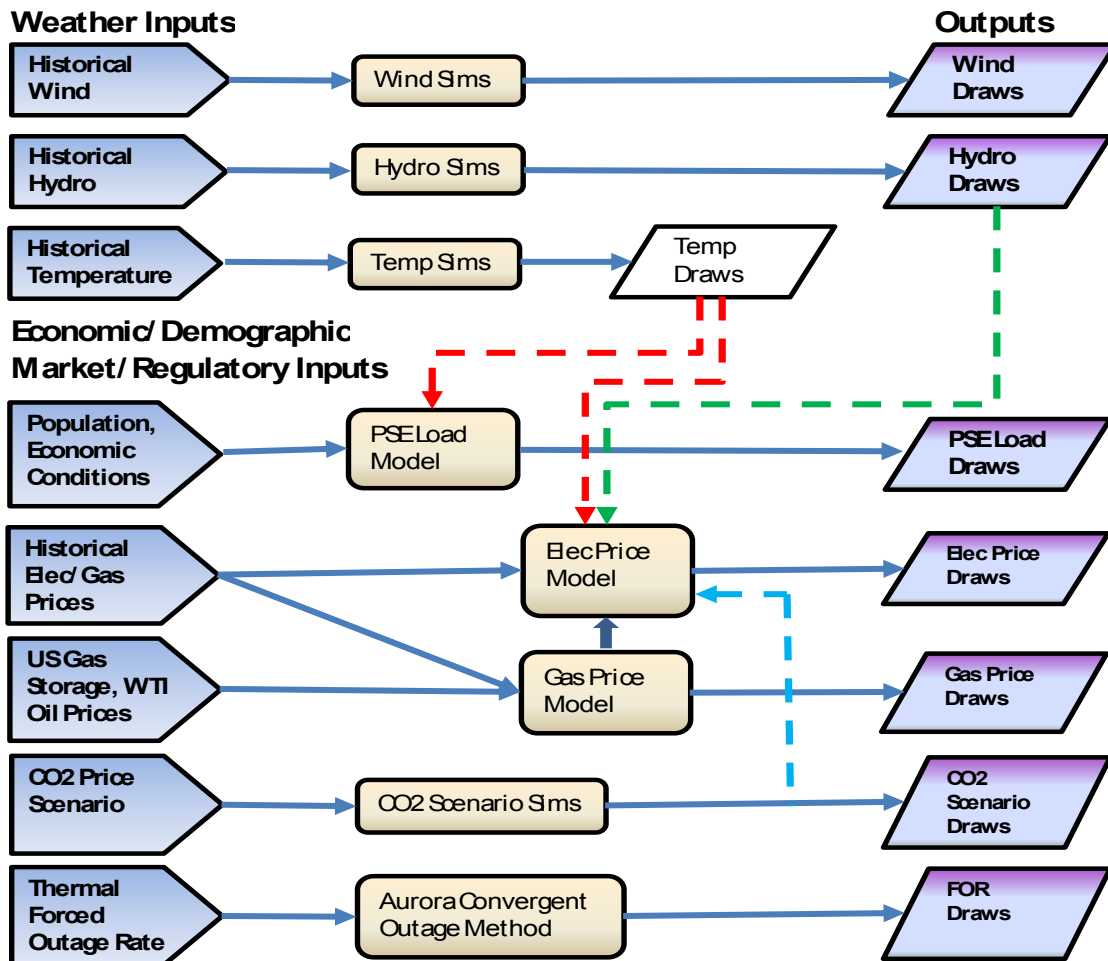 Weather Inputs
Outputs
Historical
Wind
Wind Sims
Wind
Draws
Historical
Hydro
Hydro Sims
Hydro
Draws
Historical
Temperature
Temp Sims
Temp
Draws
Economic/ Demographic
Market/ Regulatory Inputs
Population,
Economic
Conditions
PSE Load
Model
PSE Load
Draws
Historical
Elec/ Gas
Prices
Elec Price
Model
Elec Price
Draws
US Gas
Storage, WTI
Oil Prices
Gas Price
Model
Gas Price
Draws
CO2 Price
Scenario
CO2 Scenario Sims
CO2
Scenario
Draws
Thermal
Forced
Outage Rate
Aurora Convergent
Outage Method
FOR
Draws